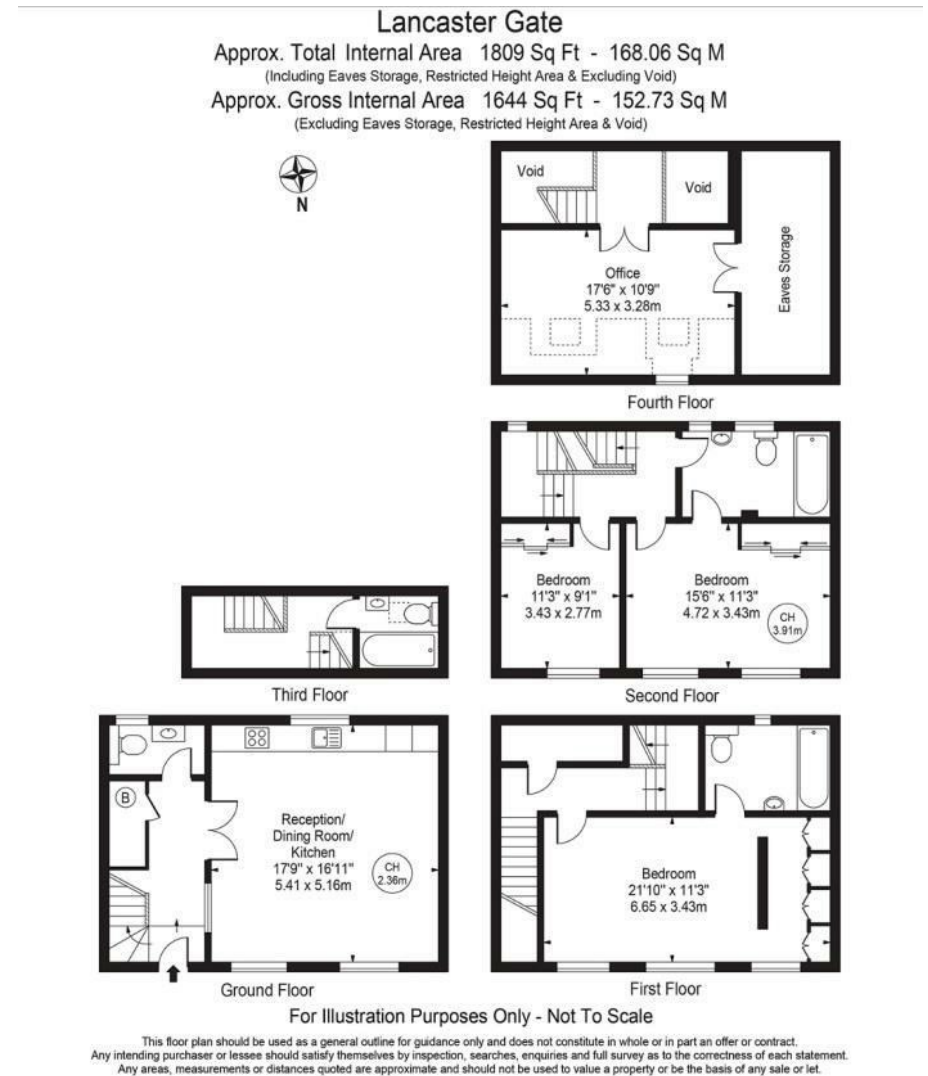 Lancaster Gate
Approx. Total Internal Area 1809 Sq Ft - 168.06 Sq M
(Including Eaves Storage, Restricted Height Area & Excluding Void)
Approx. Gross Internal Area 1644 Sq Ft - 152.73 Sq M
(Excluding Eaves Storage, Restricted Height Area & Void)
N
Void
Void
Office
17'6" x 10'9"
5.33 x 3.28m
Eaves Storage
Fourth Floor
Bedroom
11'3" x 9'1"
3.43 x 2.77m
Bedroom
15'6" x 11'3"
4.72 x 3.43m
CH
3.91m
Third Floor
Second Floor
B
Reception/
Dining Room/
Kitchen
17'9" x 16'11"
5.41 x 5.16m
CH
2.36m
Bedroom
21'10" x 11'3"
6.65 x 3.43m
Ground Floor
First Floor
For Illustration Purposes Only - Not To Scale
This floor plan should be used as a general outline for guidance only and does not constitute in whole or in part an offer or contract.
Any intending purchaser or lessee should satisfy themselves by inspection, searches, enquiries and full survey as to the correctness of each statement.
Any areas, measurements or distances quoted are approximate and should not be used to value a property or be the basis of any sale or let.